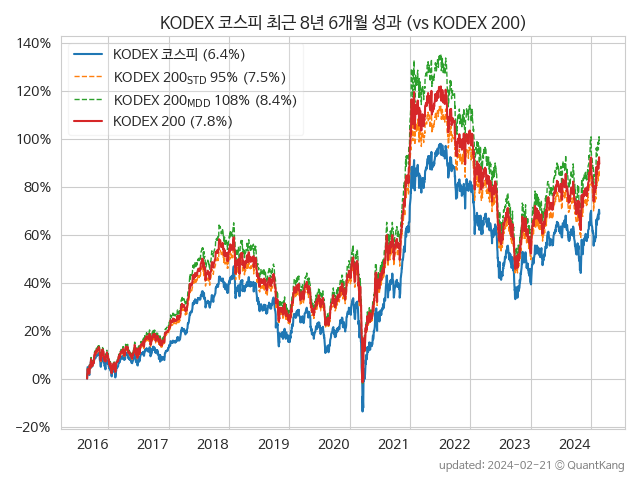 KODEX 코스피 최근 8년 6개월 성과 (vs KODEX 200)
140%
120%
100%
80%
60%
40%
20%
0%
−20%
KODEX 코스피 (6.4%)
KODEX 200STD 95% (7.5%)
KODEX 200MDD 108% (8.4%)
KODEX 200 (7.8%)
2016 2017 2018 2019 2020 2021 2022 2023 2024
updated: 2024-02-21 © QuantKang